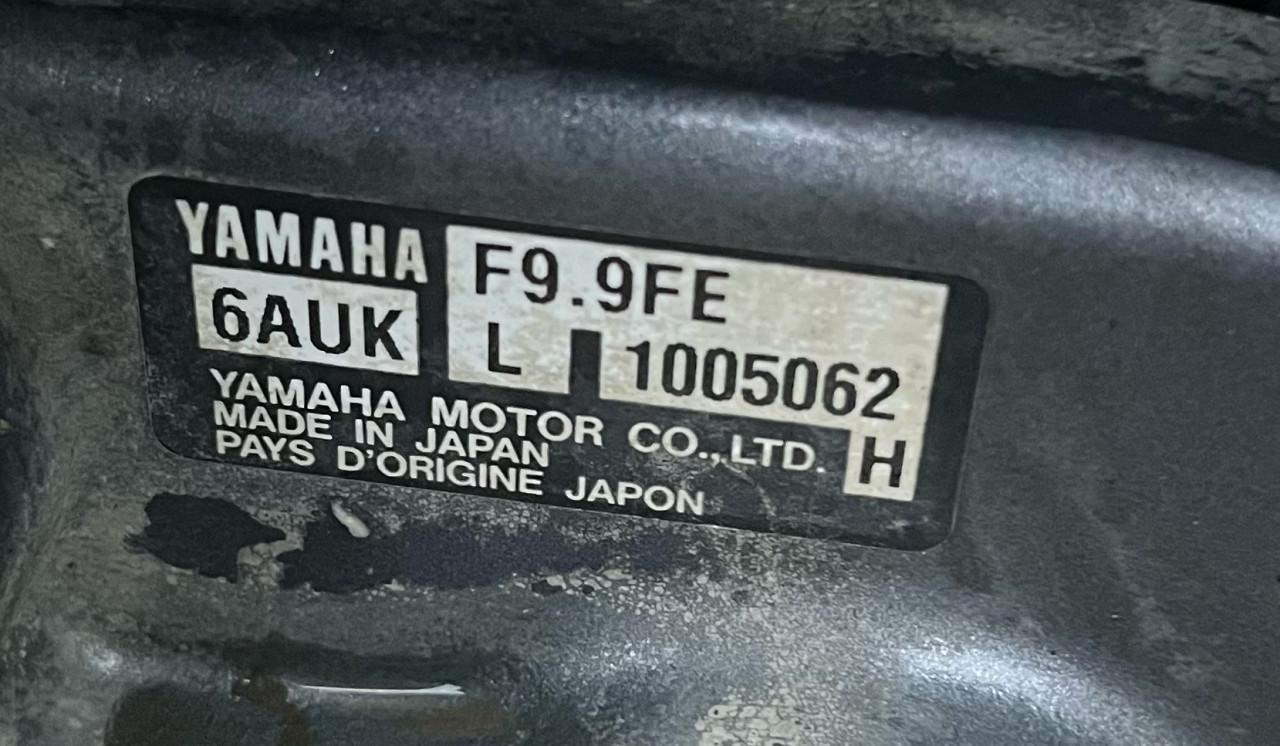 YAMAHA F9.9FE
6AUK L 1005062
YAMAHA MOTOR CO.,LTD. H
MADE IN JAPAN
PAYS D'ORIGINE JAPON